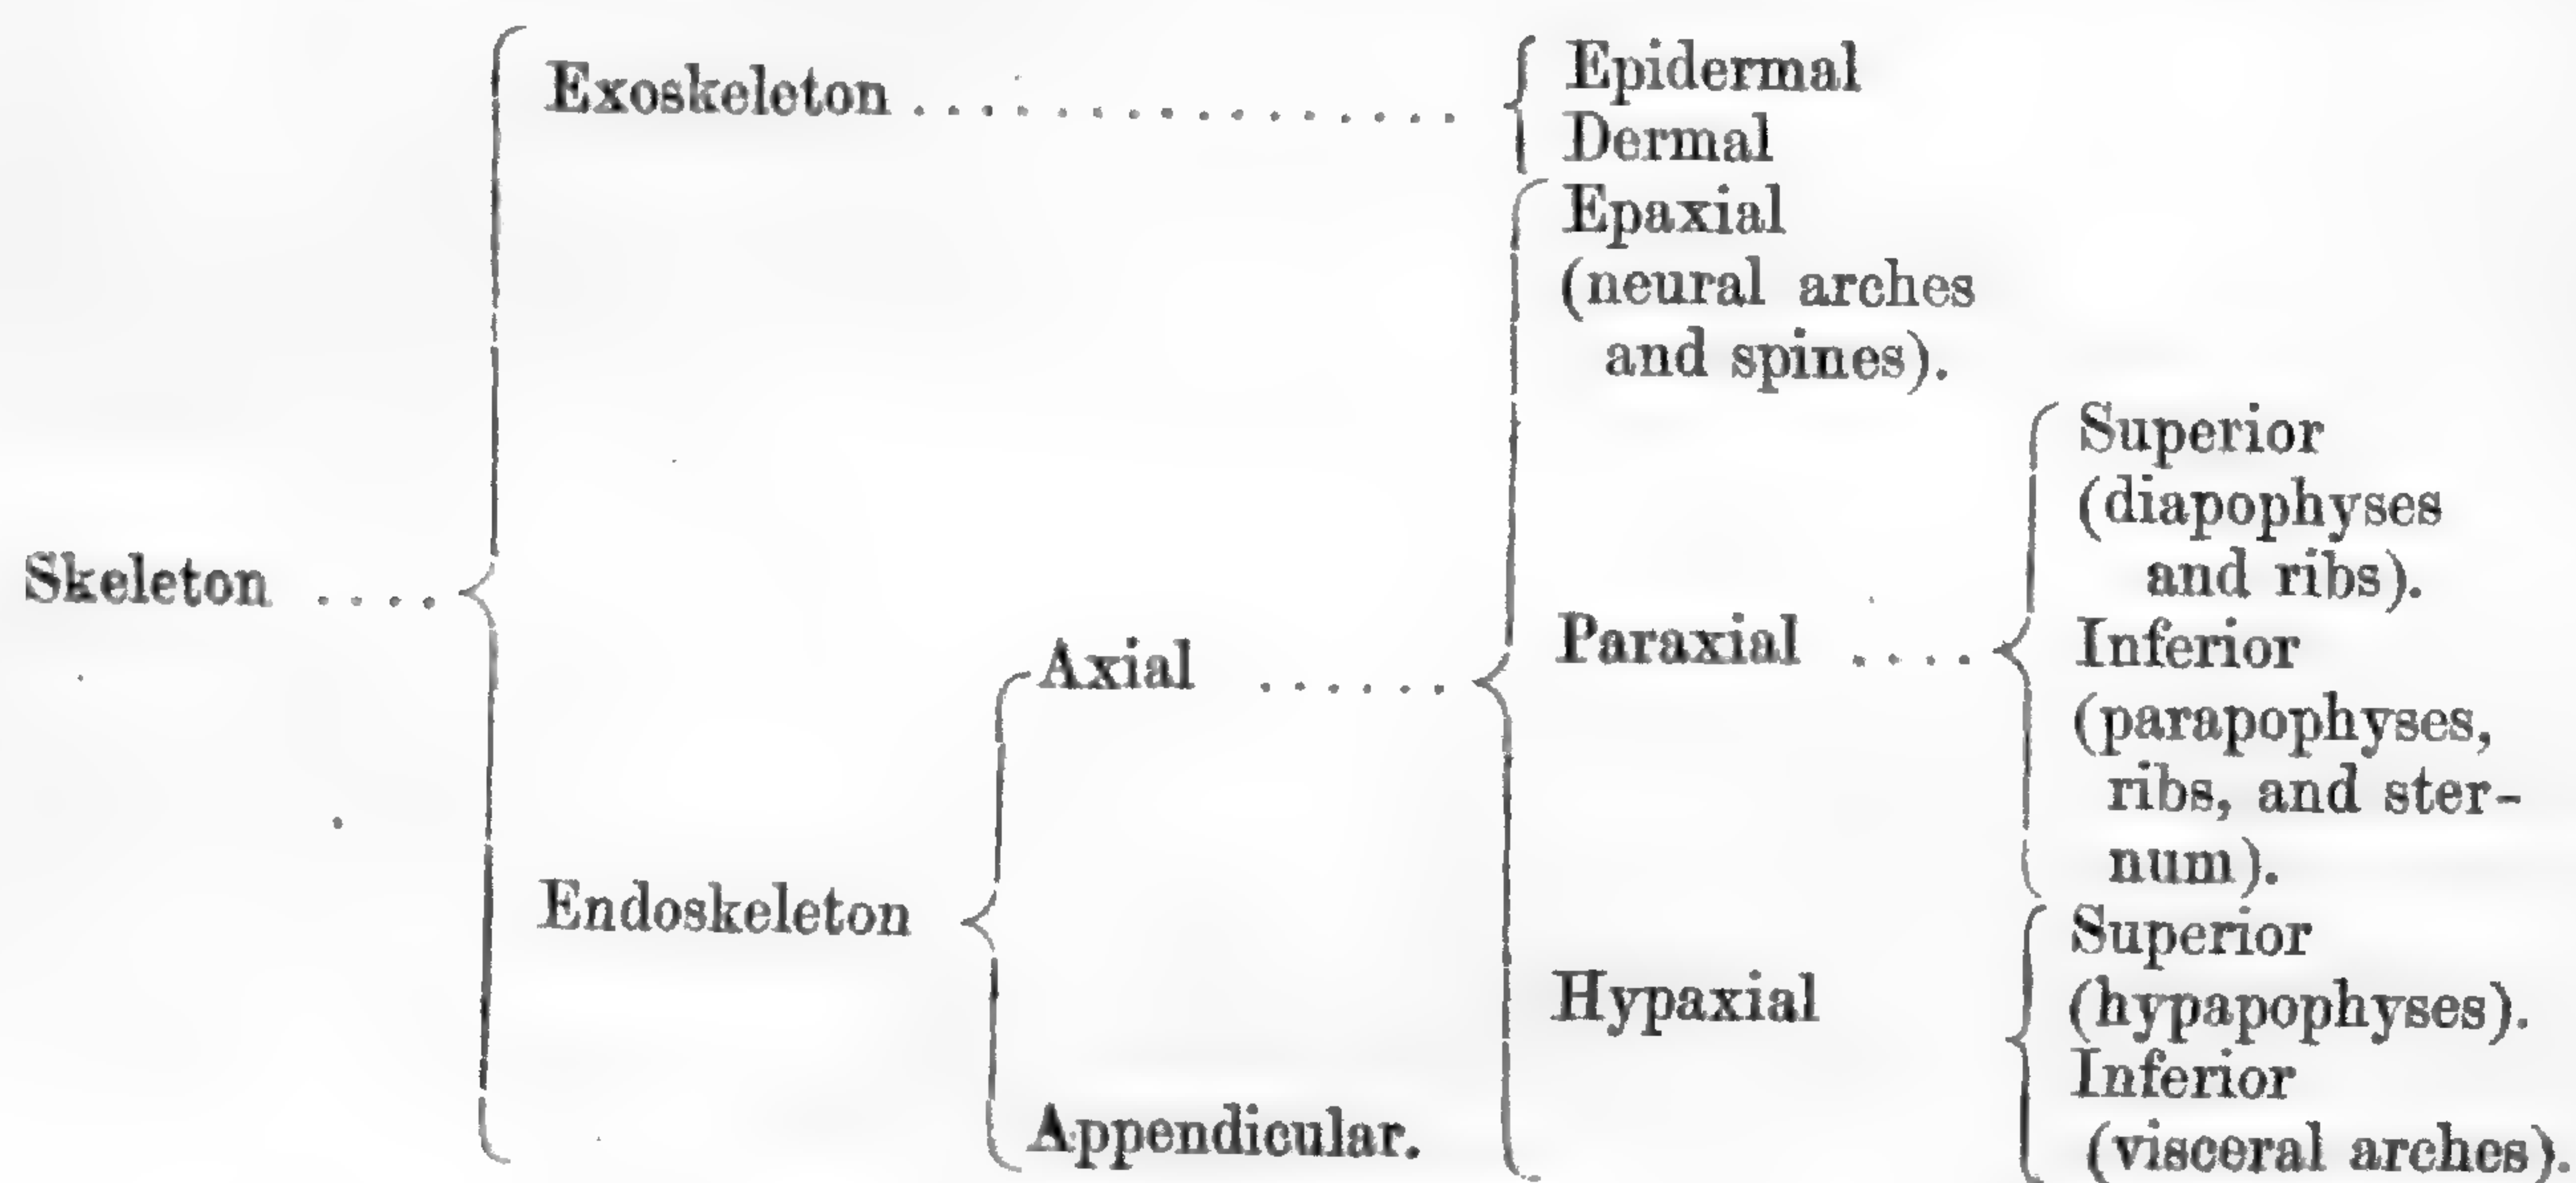 Exoskeleton ................
Epidermal
Dermal
Skeleton ....
Endoskeleton
Axial ......
Appendicular.
Epaxial
(neural arches
and spines).
Paraxial ....
Superior
(diapophyses
and ribs).
Inferior
(parapophyses,
ribs, and ster-
num).
Hypaxial
Superior
(hypapophyses).
Inferior
(visceral arches).